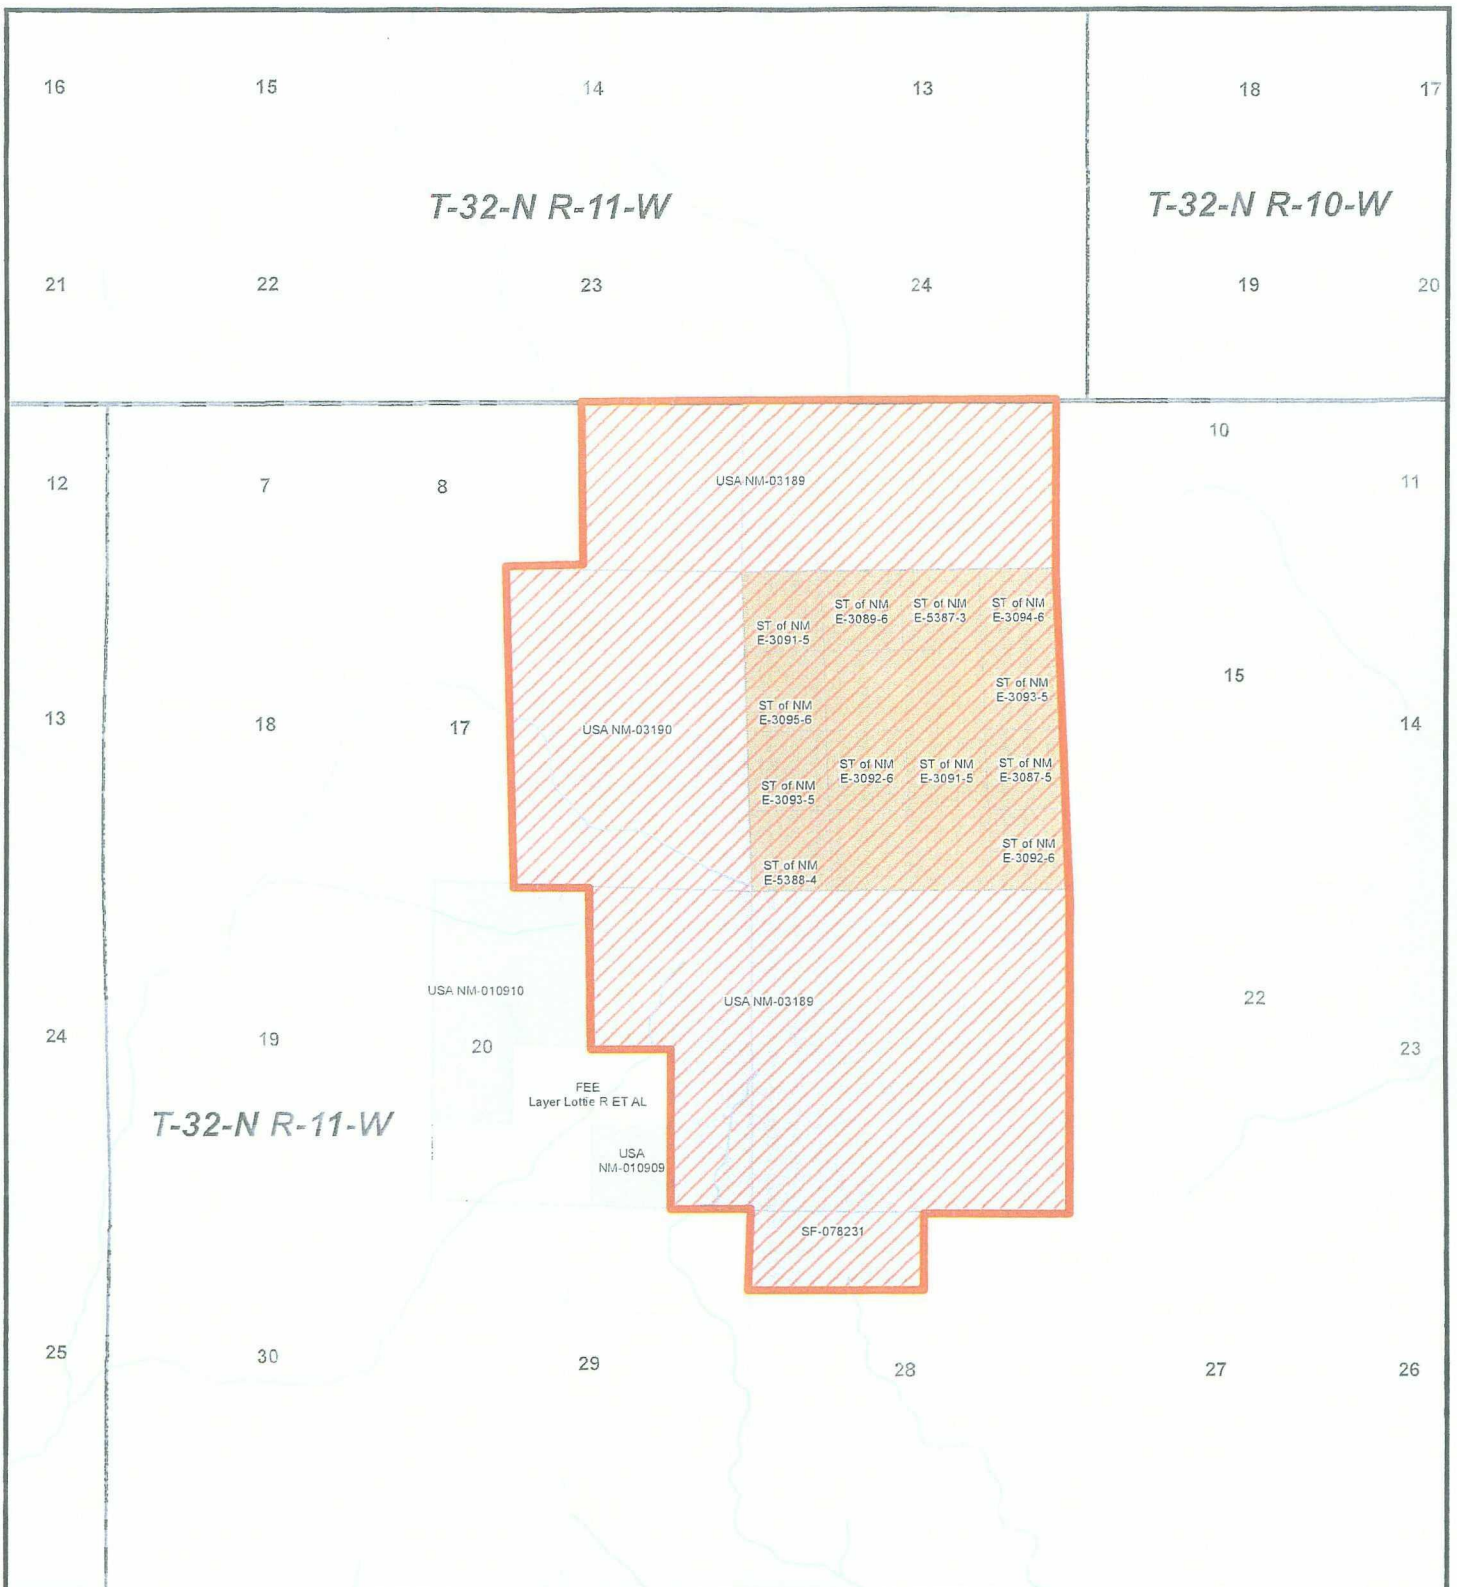 16 15 14 13 18 17
T-32-N R-11-W T-32-N R-10-W
21 22 23 24 19 20
10
12 7 8 USA NM-03189 11
ST of NM
E-3091-5
ST of NM
E-3089-6
ST of NM
E-5387-3
ST of NM
E-3094-6
13 18 17 USA NM-03190
ST of NM
E-3095-6
ST of NM
E-3093-5
15
14
ST of NM
E-3093-5
ST of NM
E-3092-6
ST of NM
E-3091-5
ST of NM
E-3087-5
ST of NM
E-5388-4
ST of NM
E-3092-6
USA NM-010910
USA NM-03189
22
24 19 20 23
FEE
Layer Lottie R ET AL
T-32-N R-11-W
USA
NM-010909
SF-078231
25 30 29 28 27 26